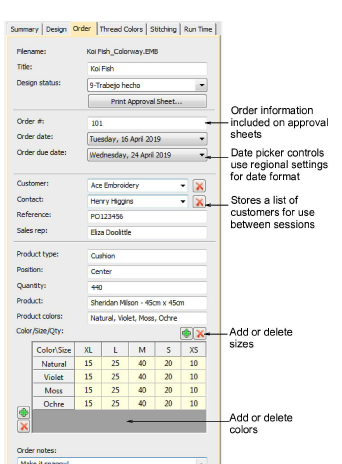 Summary Design Order Thread Colors Stitching Run Time
Filename: Koi Fish_Colorway.EMB
Title: Koi Fish
Design status: 9-Trabejo hecho
Print Approval Sheet...
Order #: 101
Order information
included on approval
sheets
Order date: Tuesday, 16 April 2019
Order due date: Wednesday, 24 April 2019
Date picker controls
use regional settings
for date format
Customer: Ace Embroidery
Contact: Henry Higgins
Stores a list of
customers for use
between sessions
Reference: PO123456
Sales rep: Eliza Doolittle
Product type: Cushion
Position: Center
Quantity: 440
Product: Sheridan Milson - 45cm x 45cm
Product colors: Natural, Violet, Moss, Ochre
Color/Size/Qty:
Add or delete
sizes
Color\Size XL L M S XS
Natural 15 25 40 20 10
Violet 15 25 40 20 10
Moss 15 25 40 20 10
Ochre 15 25 40 20 10
Add or delete
colors
Order notes:
Make it snappy!